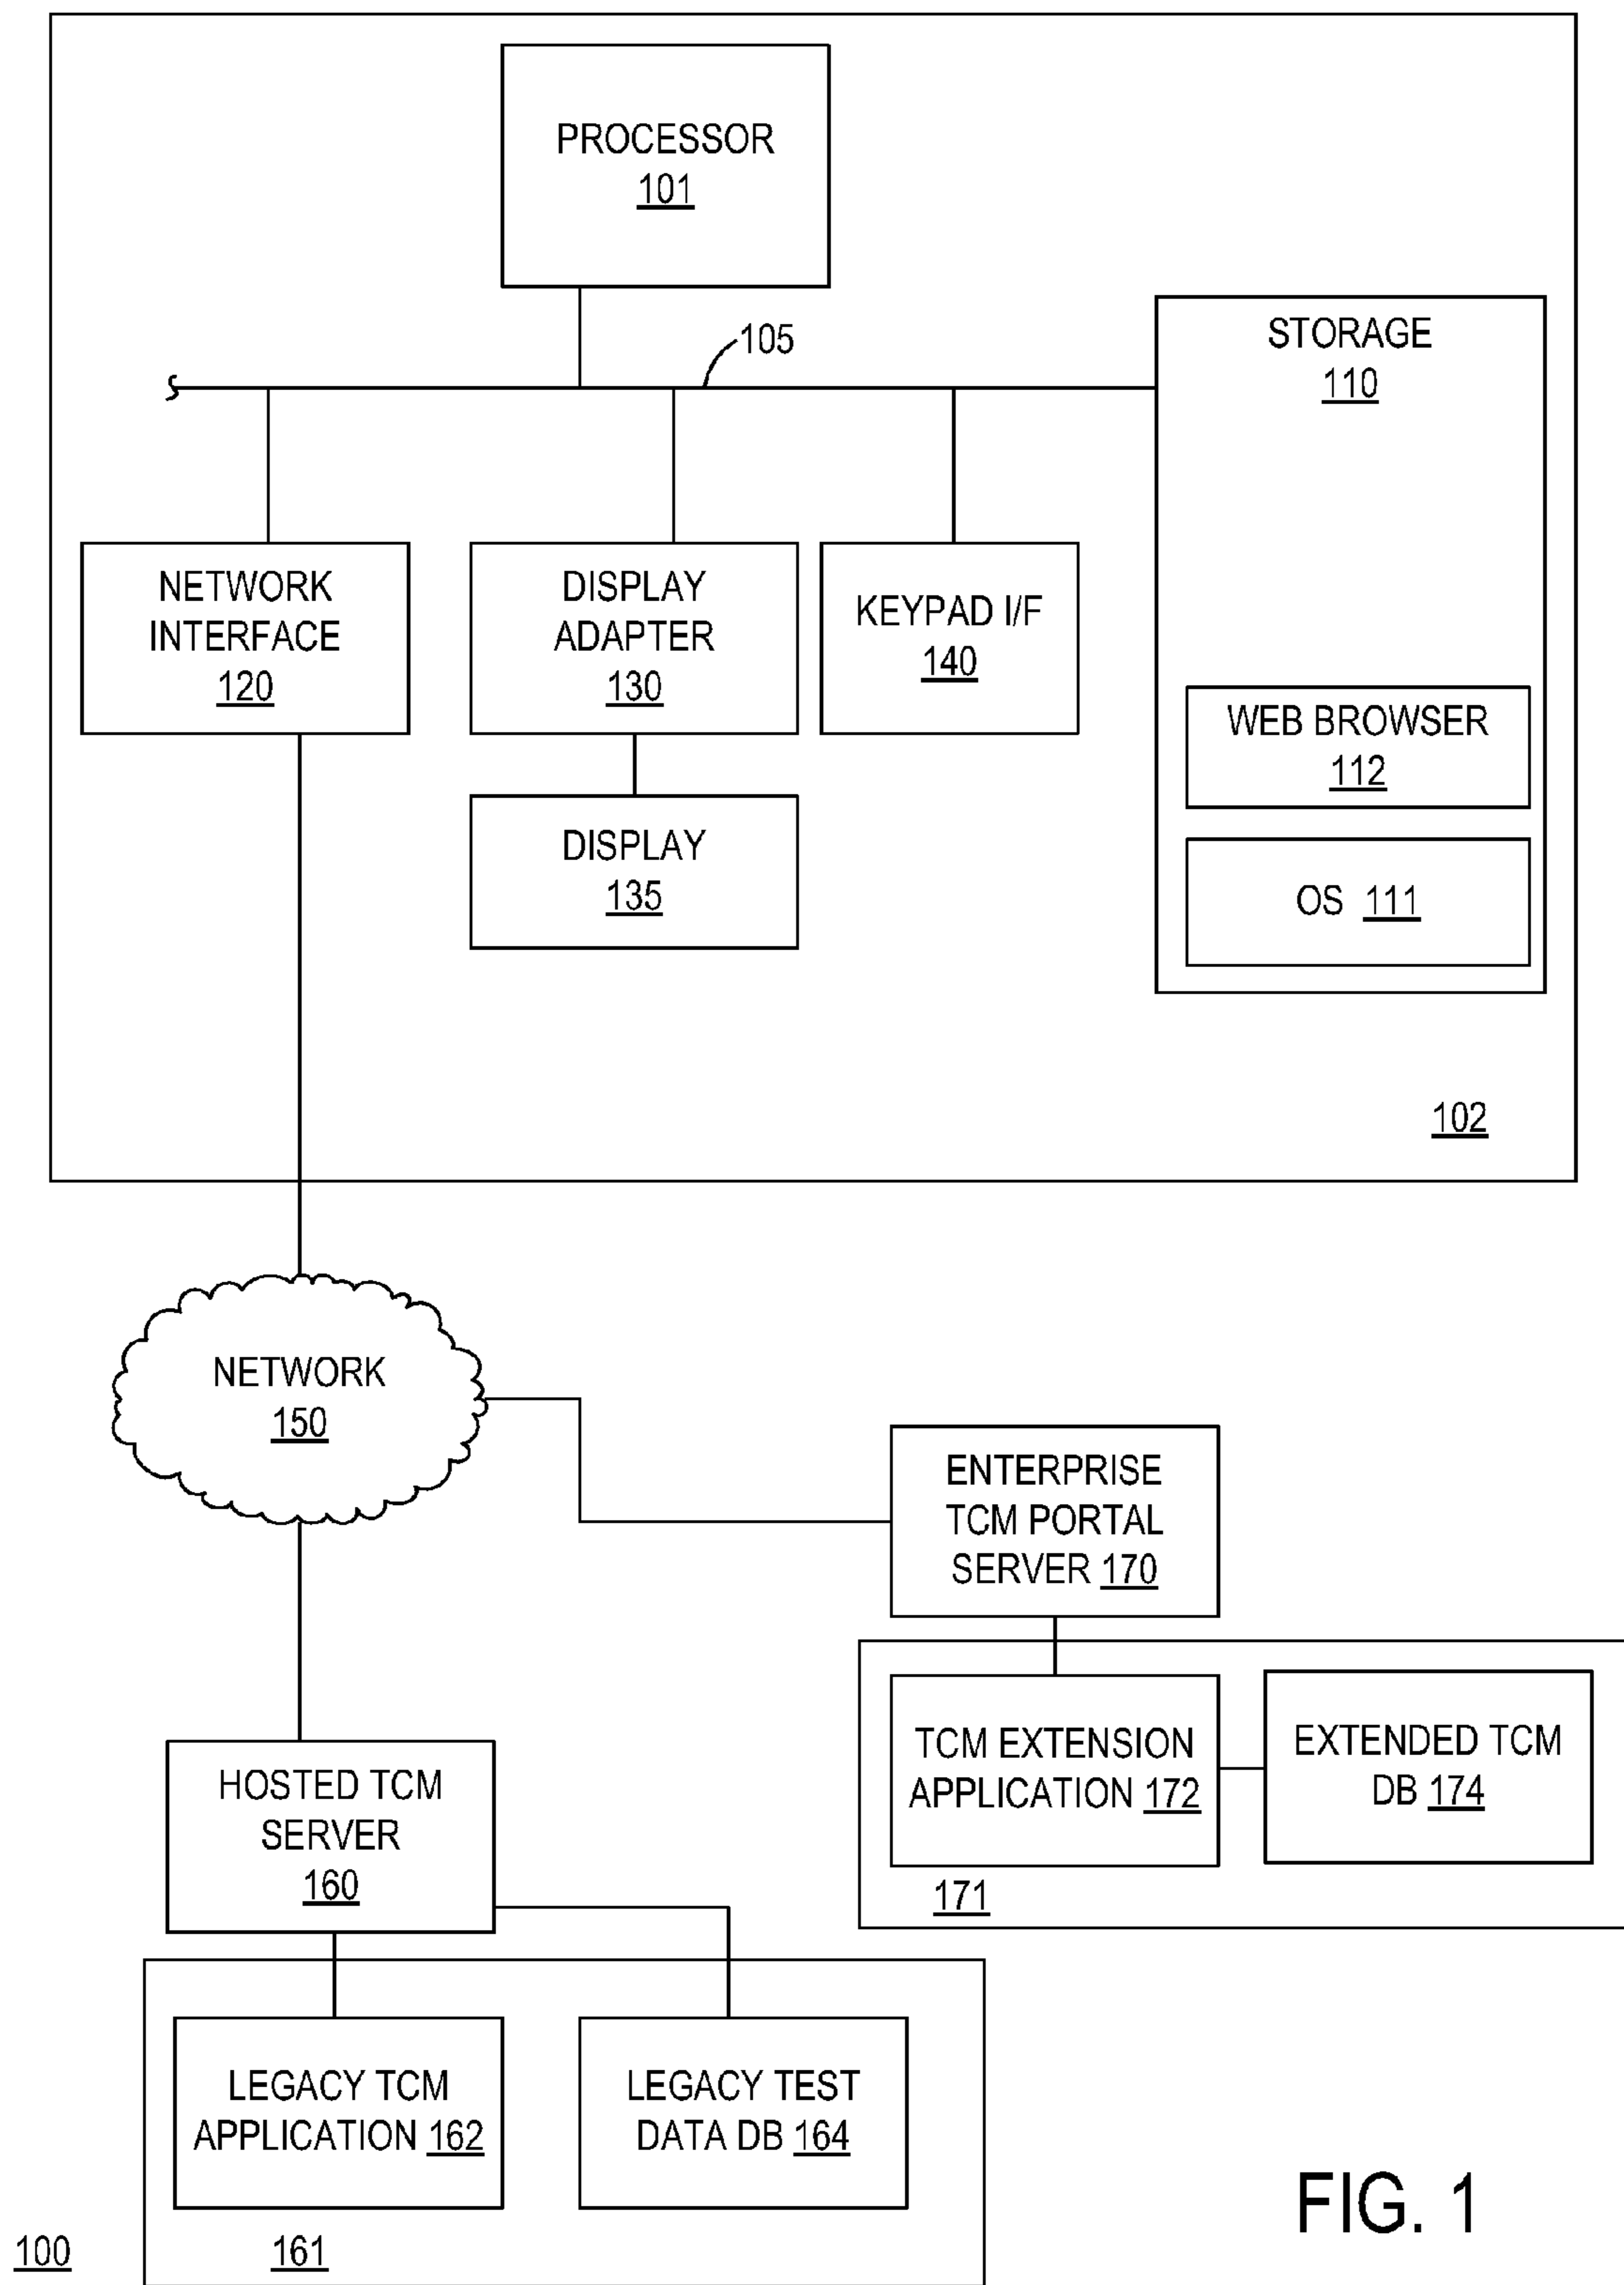 PROCESSOR
101
105
STORAGE
110
NETWORK
INTERFACE
120
DISPLAY
ADAPTER
130
KEYPAD I/F
140
WEB BROWSER
112
DISPLAY
135
OS 111
102
NETWORK
150
ENTERPRISE
TCM PORTAL
SERVER 170
TCM EXTENSION
APPLICATION 172
EXTENDED TCM
DB 174
171
HOSTED TCM
SERVER
160
LEGACY TCM
APPLICATION 162
LEGACY TEST
DATA DB 164
161
100
FIG. 1